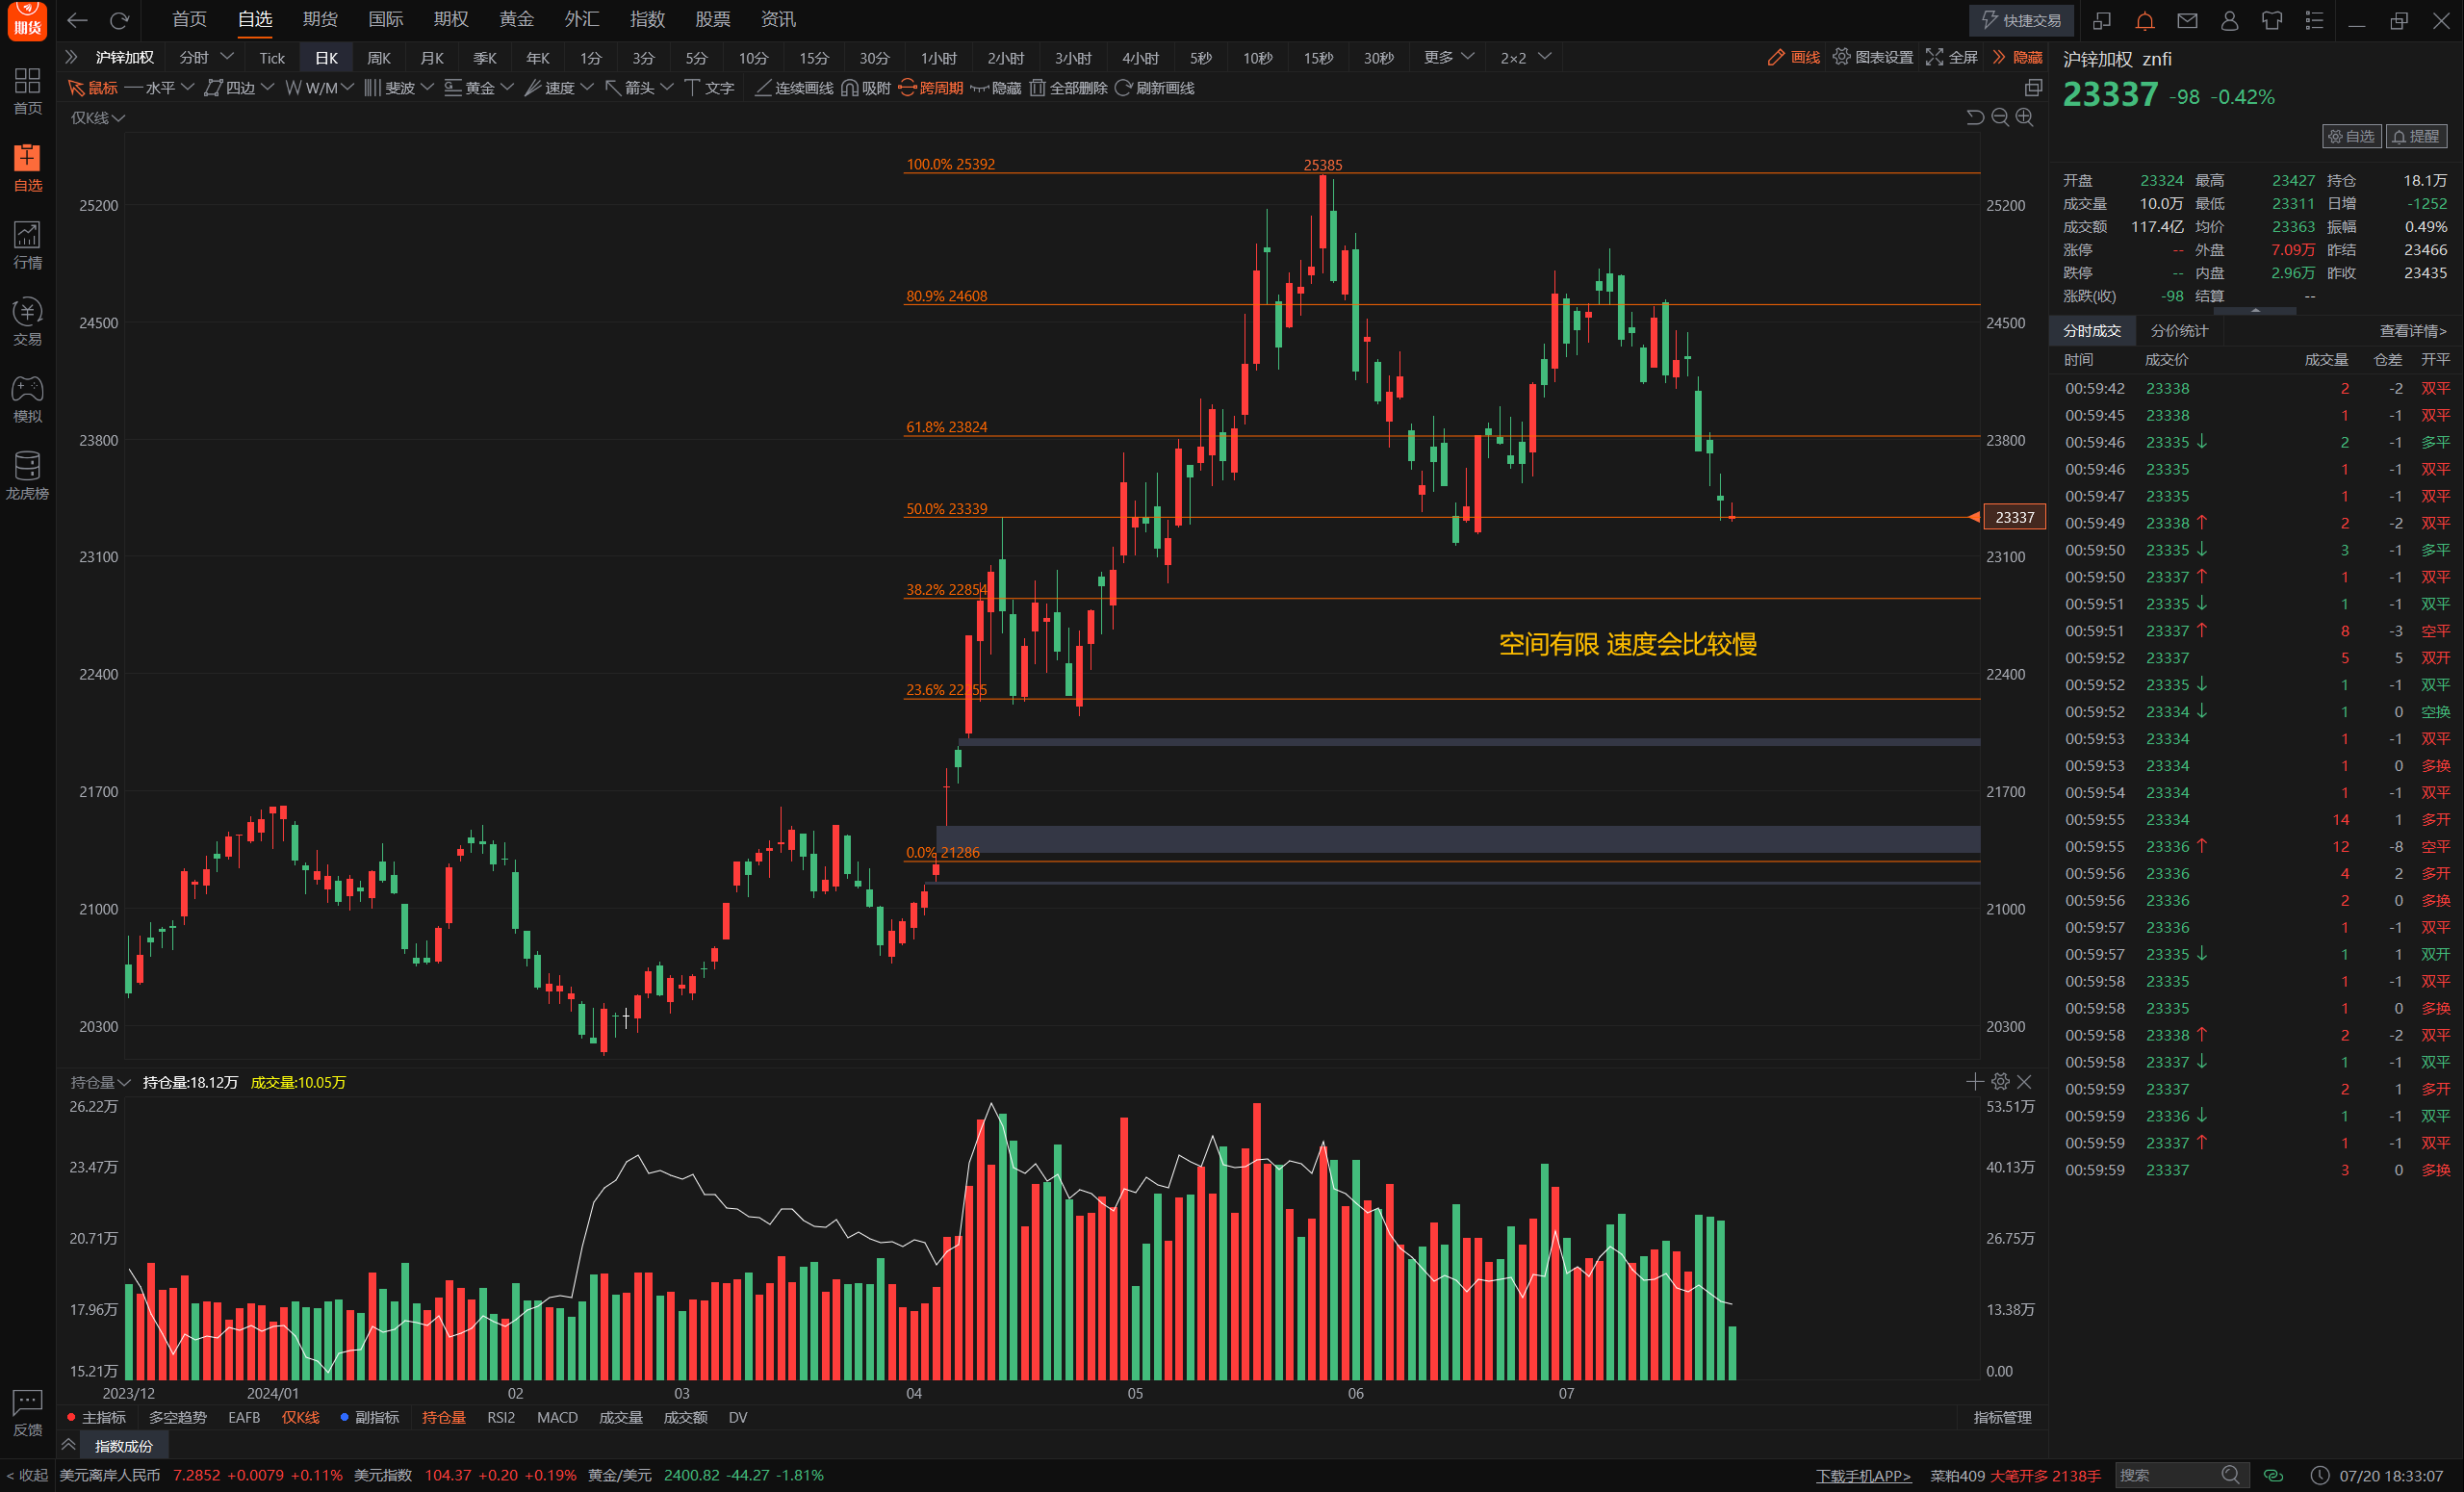 期货
首页 自选 期货 国际 期权 黄金 外汇 指数 股票 资讯 快捷交易
沪锌加权 分时 Tick 日K 周K 月K 季K 年K 1分 3分 5分 10分 15分 30分 1小时 2小时 3小时 4小时 5秒 10秒 15秒 30秒 更多 2×2 画线 图表设置 全屏 隐藏
鼠标 水平 四边 W/M 斐波 黄金 速度 箭头 文字 连续画线 吸附 跨周期 隐藏 全部删除 刷新画线
首页
自选
行情
交易
模拟
龙虎榜
反馈
仅K线
100.0% 25392
25385
80.9% 24608
61.8% 23824
50.0% 23339
38.2% 22854
23.6% 22255
0.0% 21286
空间有限 速度会比较慢
25200 25200
24500 24500
23800 23800
23337
23100 23100
22400 22400
21700 21700
21000 21000
20300 20300
持仓量 持仓量:18.12万 成交量:10.05万
26.22万 53.51万
23.47万 40.13万
20.71万 26.75万
17.96万 13.38万
15.21万 0.00
2023/12 2024/01 02 03 04 05 06 07
主指标 多空趋势 EAFB 仅K线 副指标 持仓量 RSI2 MACD 成交量 成交额 DV 指标管理
指数成份
沪锌加权 znfi
23337 -98 -0.42%
自选 提醒
开盘 23324 最高 23427 持仓 18.1万
成交量 10.0万 最低 23311 日增 -1252
成交额 117.4亿 均价 23363 振幅 0.49%
涨停 -- 外盘 7.09万 昨结 23466
跌停 -- 内盘 2.96万 昨收 23435
涨跌(收) -98 结算 --
分时成交 分价统计 查看详情>
时间 成交价 成交量 仓差 开平
00:59:42 23338 2 -2 双平
00:59:45 23338 1 -1 双平
00:59:46 23335 ↓ 2 -1 多平
00:59:46 23335 1 -1 双平
00:59:47 23335 1 -1 双平
00:59:49 23338 ↑ 2 -2 双平
00:59:50 23335 ↓ 3 -1 多平
00:59:50 23337 ↑ 1 -1 双平
00:59:51 23335 ↓ 1 -1 双平
00:59:51 23337 ↑ 8 -3 空平
00:59:52 23337 5 5 双开
00:59:52 23335 ↓ 1 -1 双平
00:59:52 23334 ↓ 1 0 空换
00:59:53 23334 1 -1 双平
00:59:53 23334 1 0 多换
00:59:54 23334 1 -1 双平
00:59:55 23334 14 1 多开
00:59:55 23336 ↑ 12 -8 空平
00:59:56 23336 4 2 多开
00:59:56 23336 2 0 多换
00:59:57 23336 1 -1 双平
00:59:57 23335 ↓ 1 1 双开
00:59:58 23335 1 -1 双平
00:59:58 23335 1 0 多换
00:59:58 23338 ↑ 2 -2 双平
00:59:58 23337 ↓ 1 -1 双平
00:59:59 23337 2 1 多开
00:59:59 23336 ↓ 1 -1 双平
00:59:59 23337 ↑ 1 -1 双平
00:59:59 23337 3 0 多换
< 收起 美元离岸人民币 7.2852 +0.0079 +0.11% 美元指数 104.37 +0.20 +0.19% 黄金/美元 2400.82 -44.27 -1.81% 下载手机APP> 菜粕409 大笔开多 2138手 搜索 07/20 18:33:07